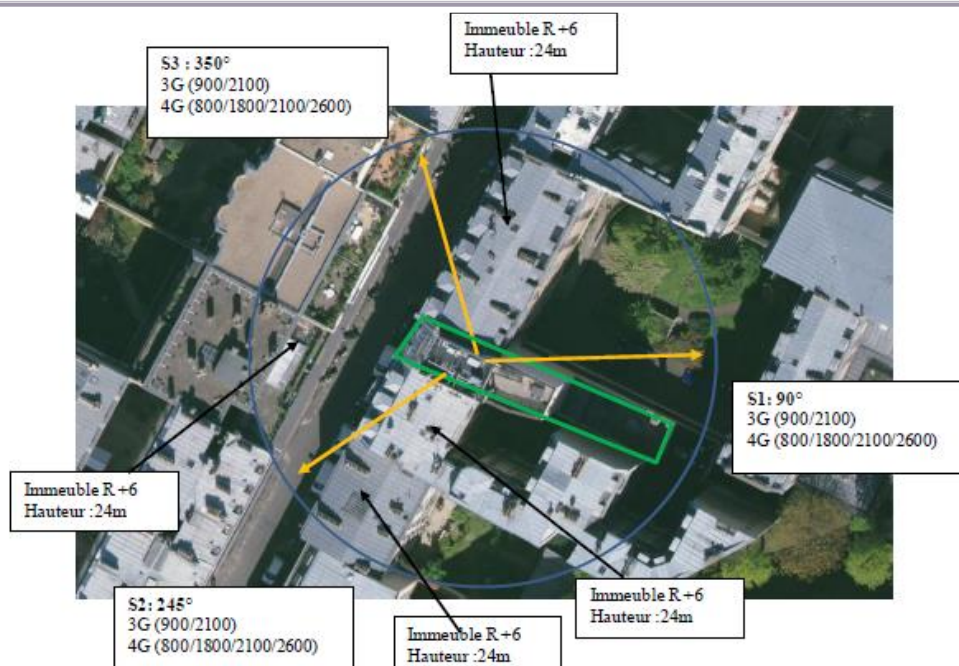 Immeuble R+6
Hauteur :24m
S3 : 350°
3G (900/2100)
4G (800/1800/2100/2600)
S1: 90°
3G (900/2100)
4G (800/1800/2100/2600)
Immeuble R+6
Hauteur :24m
Immeuble R+6
Hauteur :24m
S2: 245°
3G (900/2100)
4G (800/1800/2100/2600)
Immeuble R+6
Hauteur :24m